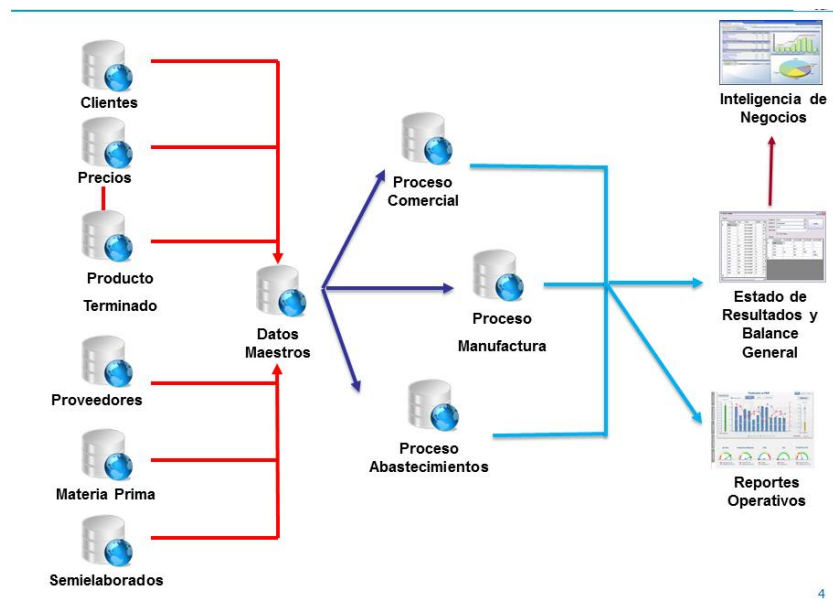 Clientes
Precios
Producto
Terminado
Proveedores
Materia Prima
Semielaborados
Datos
Maestros
Proceso
Comercial
Proceso
Manufactura
Proceso
Abastecimientos
Inteligencia de
Negocios
Estado de
Resultados y
Balance
General
Reportes
Operativos
4